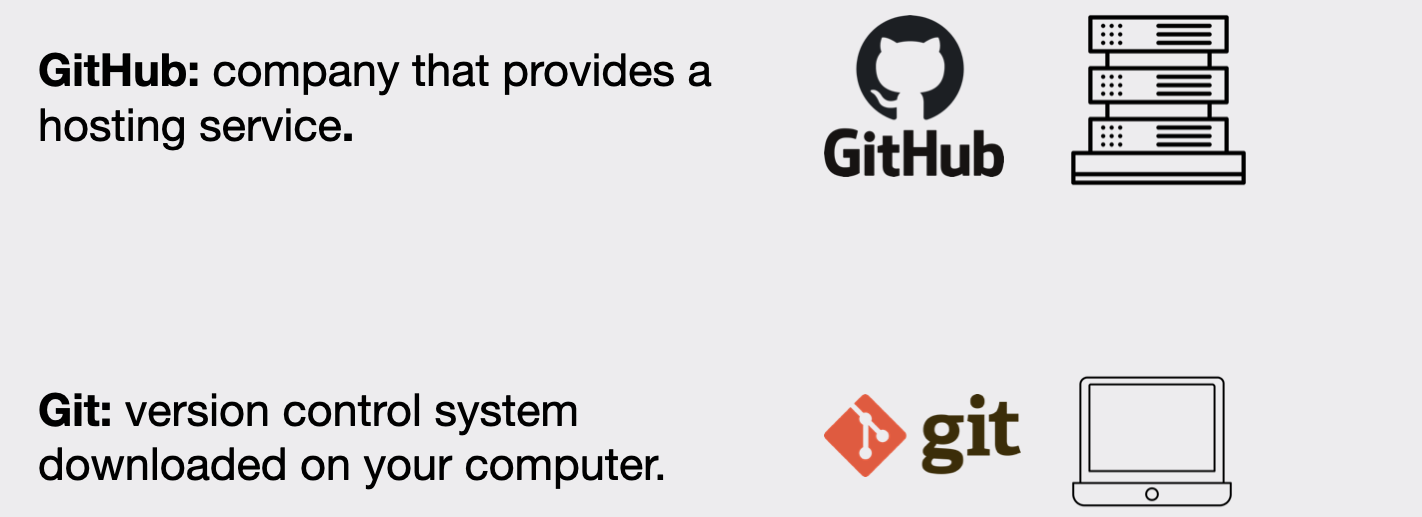 GitHub: company that provides a
hosting service.
GitHub
Git: version control system
downloaded on your computer.
git